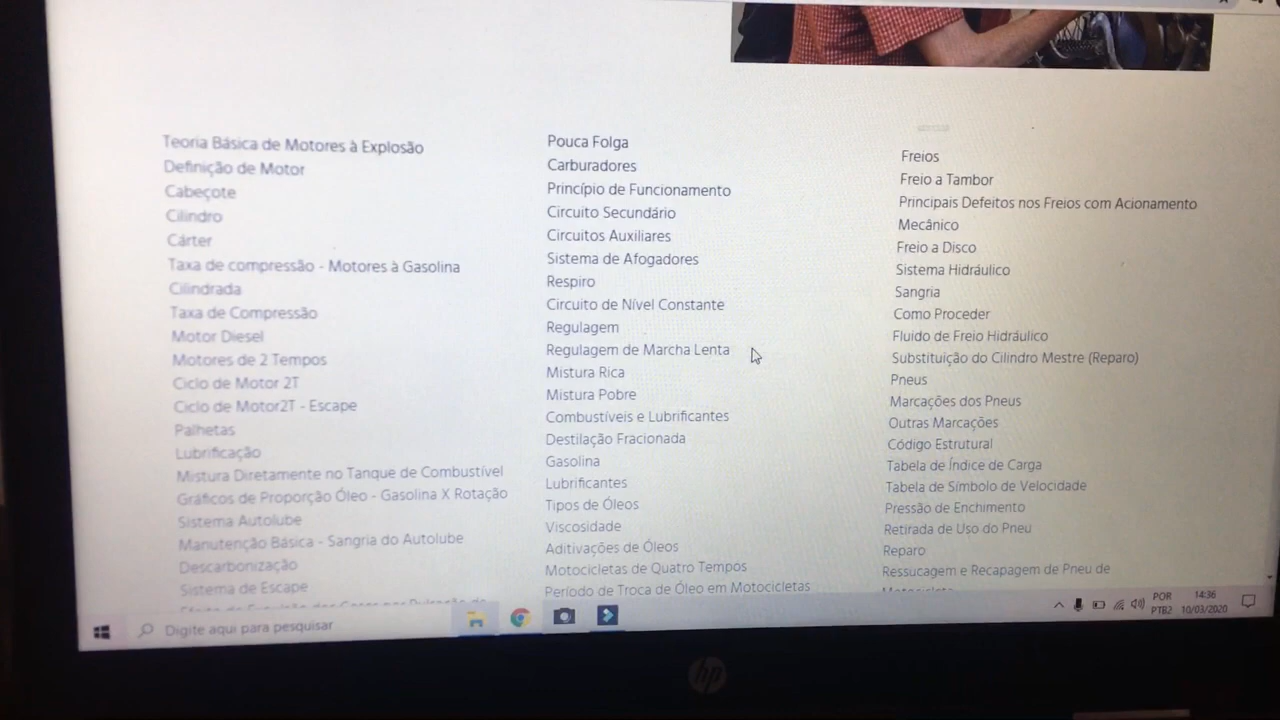 Teoria Básica de Motores à Explosão
Definição de Motor
Cabeçote
Cilindro
Cárter
Taxa de compressão - Motores à Gasolina
Cilindrada
Taxa de Compressão
Motor Diesel
Motores de 2 Tempos
Ciclo de Motor 2T
Ciclo de Motor2T - Escape
Palhetas
Lubrificação
Mistura Diretamente no Tanque de Combustível
Gráficos de Proporção Óleo - Gasolina X Rotação
Sistema Autolube
Manutenção Básica - Sangria do Autolube
Descarbonização
Sistema de Escape
Pouca Folga
Carburadores
Princípio de Funcionamento
Circuito Secundário
Circuitos Auxiliares
Sistema de Afogadores
Respiro
Circuito de Nível Constante
Regulagem
Regulagem de Marcha Lenta
Mistura Rica
Mistura Pobre
Combustíveis e Lubrificantes
Destilação Fracionada
Gasolina
Lubrificantes
Tipos de Óleos
Viscosidade
Aditivações de Óleos
Motocicletas de Quatro Tempos
Período de Troca de Óleo em Motocicletas
Freios
Freio a Tambor
Principais Defeitos nos Freios com Acionamento
Mecânico
Freio a Disco
Sistema Hidráulico
Sangria
Como Proceder
Fluido de Freio Hidráulico
Substituição do Cilindro Mestre (Reparo)
Pneus
Marcações dos Pneus
Outras Marcações
Código Estrutural
Tabela de Índice de Carga
Tabela de Símbolo de Velocidade
Pressão de Enchimento
Retirada de Uso do Pneu
Reparo
Ressucagem e Recapagem de Pneu de
Digite aqui para pesquisar
POR
PTB2
14:36
10/03/2020
hp